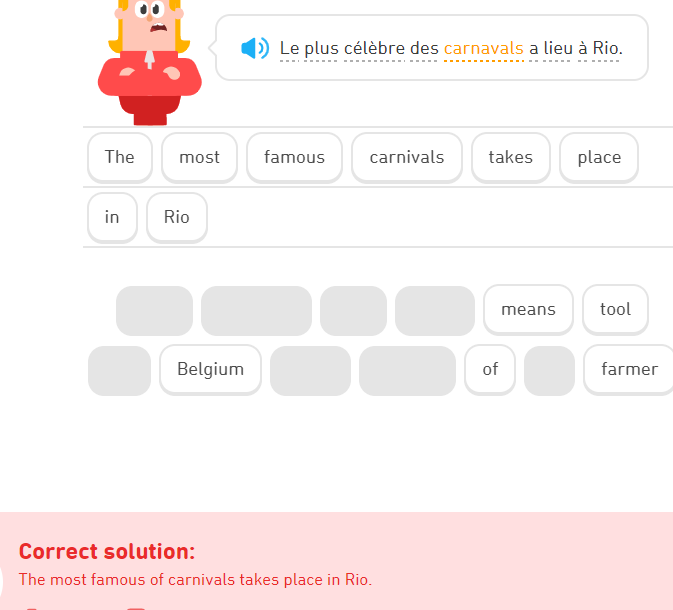 Le plus célèbre des carnavals a lieu à Rio.
The most famous carnivals takes place
in Rio
means tool
Belgium of farmer
Correct solution:
The most famous of carnivals takes place in Rio.